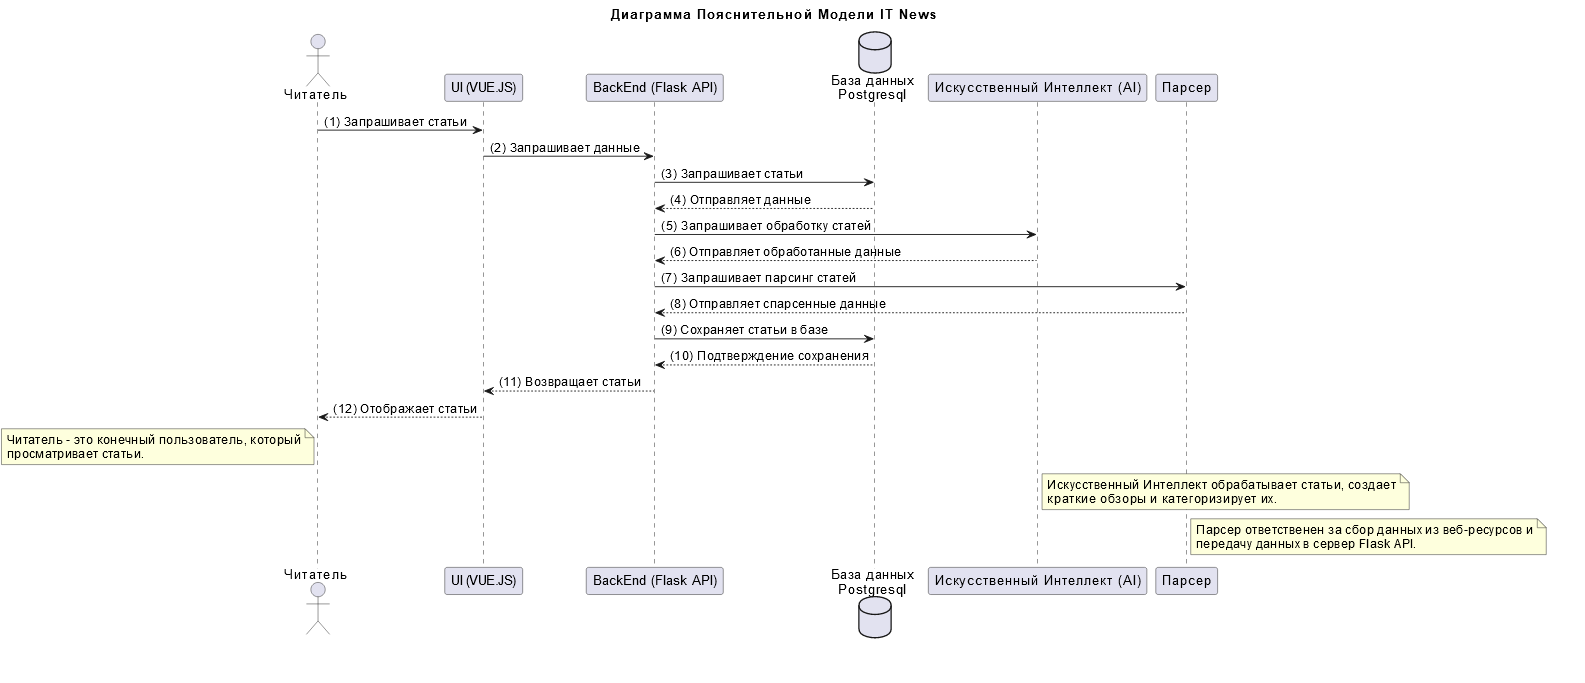 Диаграмма Пояснительной Модели IT News
Читатель
UI (VUE.JS)
BackEnd (Flask API)
База данных
Postgresql
Искусственный Интеллект (AI)
Парсер
(1) Запрашивает статьи
(2) Запрашивает данные
(3) Запрашивает статьи
(4) Отправляет данные
(5) Запрашивает обработку статей
(6) Отправляет обработанные данные
(7) Запрашивает парсинг статей
(8) Отправляет спарсенные данные
(9) Сохраняет статьи в базе
(10) Подтверждение сохранения
(11) Возвращает статьи
(12) Отображает статьи
Читатель - это конечный пользователь, который
просматривает статьи.
Искусственный Интеллект обрабатывает статьи, создает
краткие обзоры и категоризирует их.
Парсер ответственен за сбор данных из веб-ресурсов и
передачу данных в сервер Flask API.
Читатель
UI (VUE.JS)
BackEnd (Flask API)
База данных
Postgresql
Искусственный Интеллект (AI)
Парсер